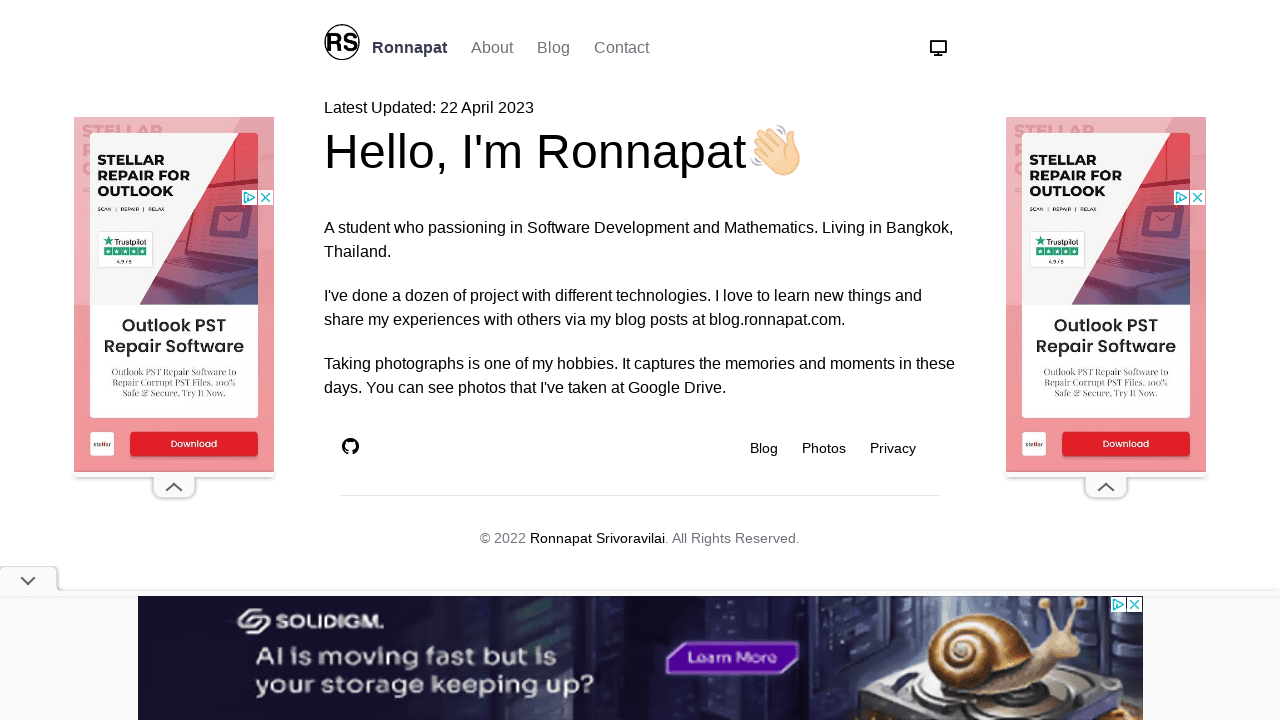 RS Ronnapat About Blog Contact
Latest Updated: 22 April 2023
Hello, I'm Ronnapat
A student who passioning in Software Development and Mathematics. Living in Bangkok,
Thailand.
I've done a dozen of project with different technologies. I love to learn new things and
share my experiences with others via my blog posts at blog.ronnapat.com.
Taking photographs is one of my hobbies. It captures the memories and moments in these
days. You can see photos that I've taken at Google Drive.
Blog Photos Privacy
© 2022 Ronnapat Srivoravilai. All Rights Reserved.
STELLAR
REPAIR FOR
OUTLOOK
SCAN | REPAIR | RELAX
Trustpilot
4.9 / 5
Outlook PST
Repair Software
Outlook PST Repair Software to
Repair Corrupt PST Files. 100%
Safe & Secure, Try It Now.
stellar
Download
STELLAR
REPAIR FOR
OUTLOOK
SCAN | REPAIR | RELAX
Trustpilot
4.9 / 5
Outlook PST
Repair Software
Outlook PST Repair Software to
Repair Corrupt PST Files. 100%
Safe & Secure, Try It Now.
stellar
Download
SOLIDIGM.
AI is moving fast but is
your storage keeping up?
Learn More